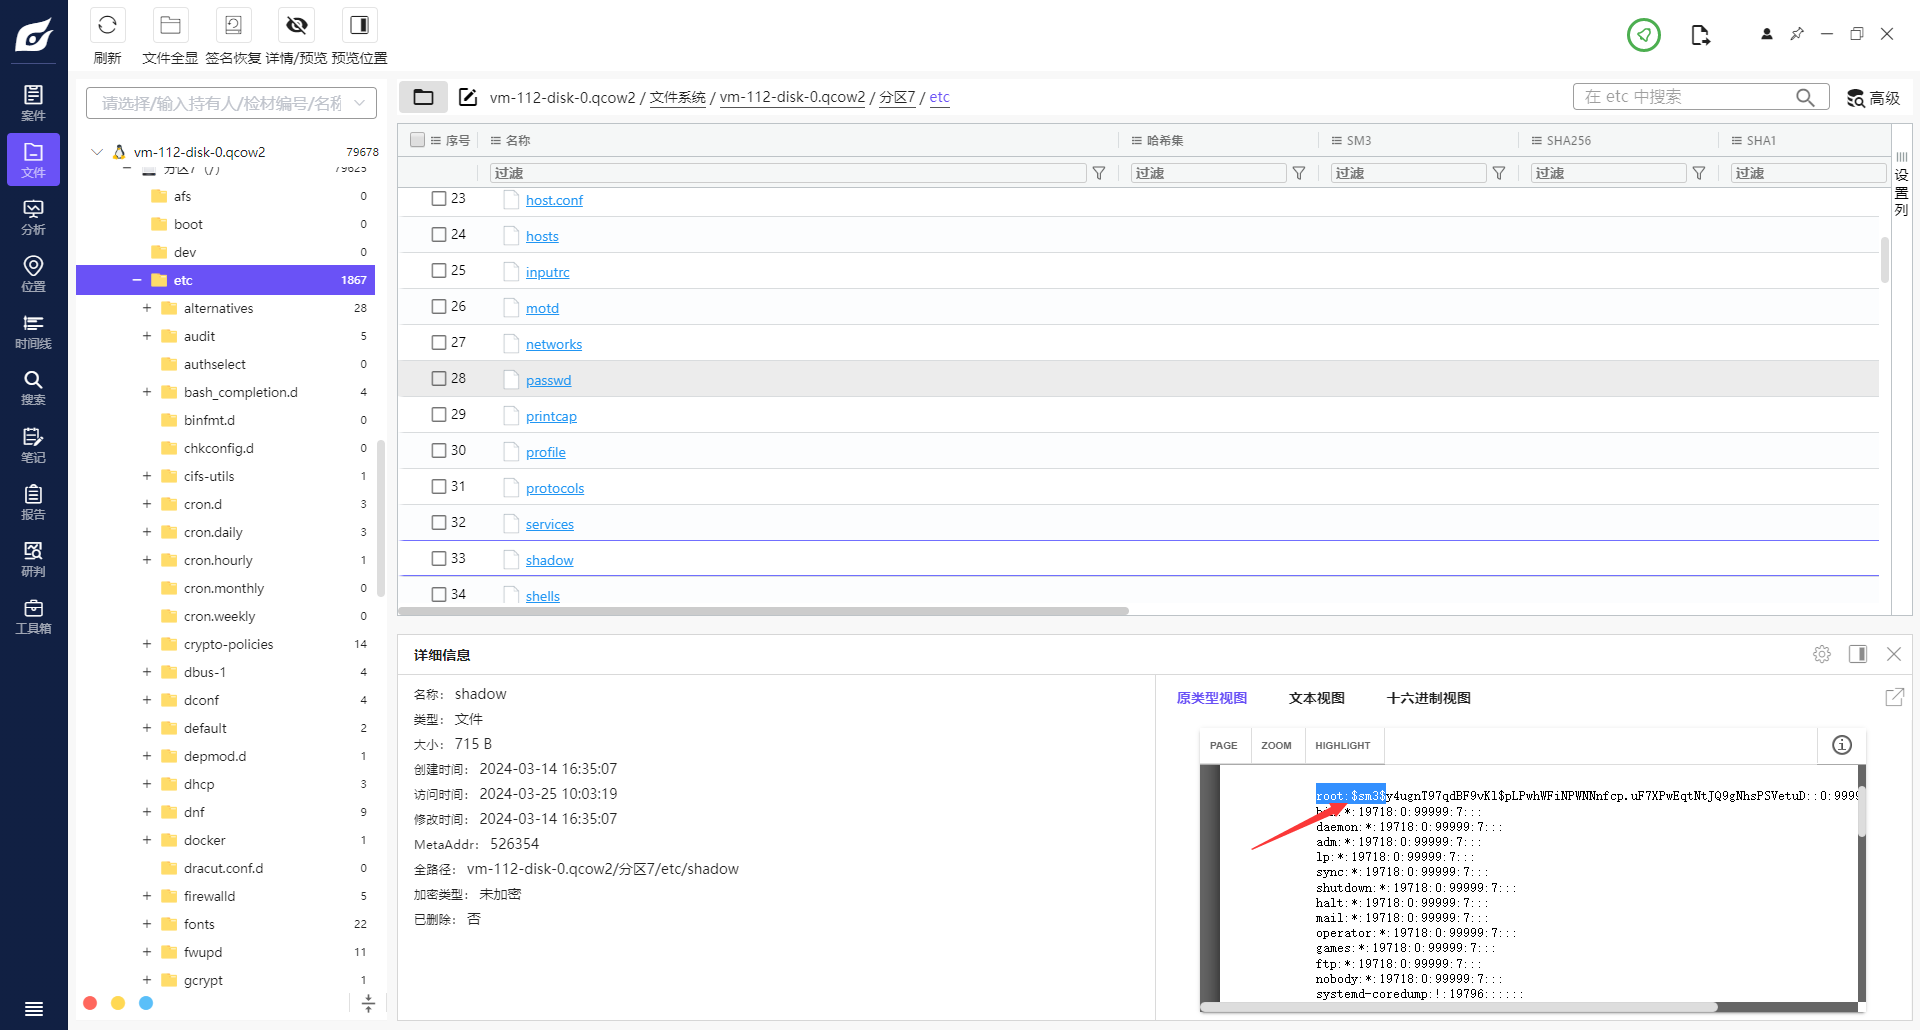 刷新
文件全显
签名恢复
详情/预览
预览位置
案件
文件
分析
位置
时间线
搜索
笔记
报告
研判
工具箱
请选择/输入持有人/检材编号/名称
vm-112-disk-0.qcow2 79678
分区7 (/) 79625
afs 0
boot 0
dev 0
etc 1867
alternatives 28
audit 5
authselect 0
bash_completion.d 4
binfmt.d 0
chkconfig.d 0
cifs-utils 1
cron.d 3
cron.daily 3
cron.hourly 1
cron.monthly 0
cron.weekly 0
crypto-policies 14
dbus-1 4
dconf 4
default 2
depmod.d 1
dhcp 3
dnf 9
docker 1
dracut.conf.d 0
firewalld 5
fonts 22
fwupd 11
gcrypt 1
vm-112-disk-0.qcow2 / 文件系统 / vm-112-disk-0.qcow2 / 分区7 / etc
在 etc 中搜索
高级
序号 名称 哈希集 SM3 SHA256 SHA1
过滤 过滤 过滤 过滤 过滤
设置列
23 host.conf
24 hosts
25 inputrc
26 motd
27 networks
28 passwd
29 printcap
30 profile
31 protocols
32 services
33 shadow
34 shells
详细信息
名称: shadow
类型: 文件
大小: 715 B
创建时间: 2024-03-14 16:35:07
访问时间: 2024-03-25 10:03:19
修改时间: 2024-03-14 16:35:07
MetaAddr: 526354
全路径: vm-112-disk-0.qcow2/分区7/etc/shadow
加密类型: 未加密
已删除: 否
原类型视图 文本视图 十六进制视图
PAGE ZOOM HIGHLIGHT
root:$sm3$y4ugnT97qdBF9vKl$pLPwhWFiNPWNNnfcp.uF7XPwEqtNtJQ9gNhsPSVetuD::0:9999
:*:19718:0:99999:7:::
daemon:*:19718:0:99999:7:::
adm:*:19718:0:99999:7:::
lp:*:19718:0:99999:7:::
sync:*:19718:0:99999:7:::
shutdown:*:19718:0:99999:7:::
halt:*:19718:0:99999:7:::
mail:*:19718:0:99999:7:::
operator:*:19718:0:99999:7:::
games:*:19718:0:99999:7:::
ftp:*:19718:0:99999:7:::
nobody:*:19718:0:99999:7:::
systemd-coredump:!:19796::::::